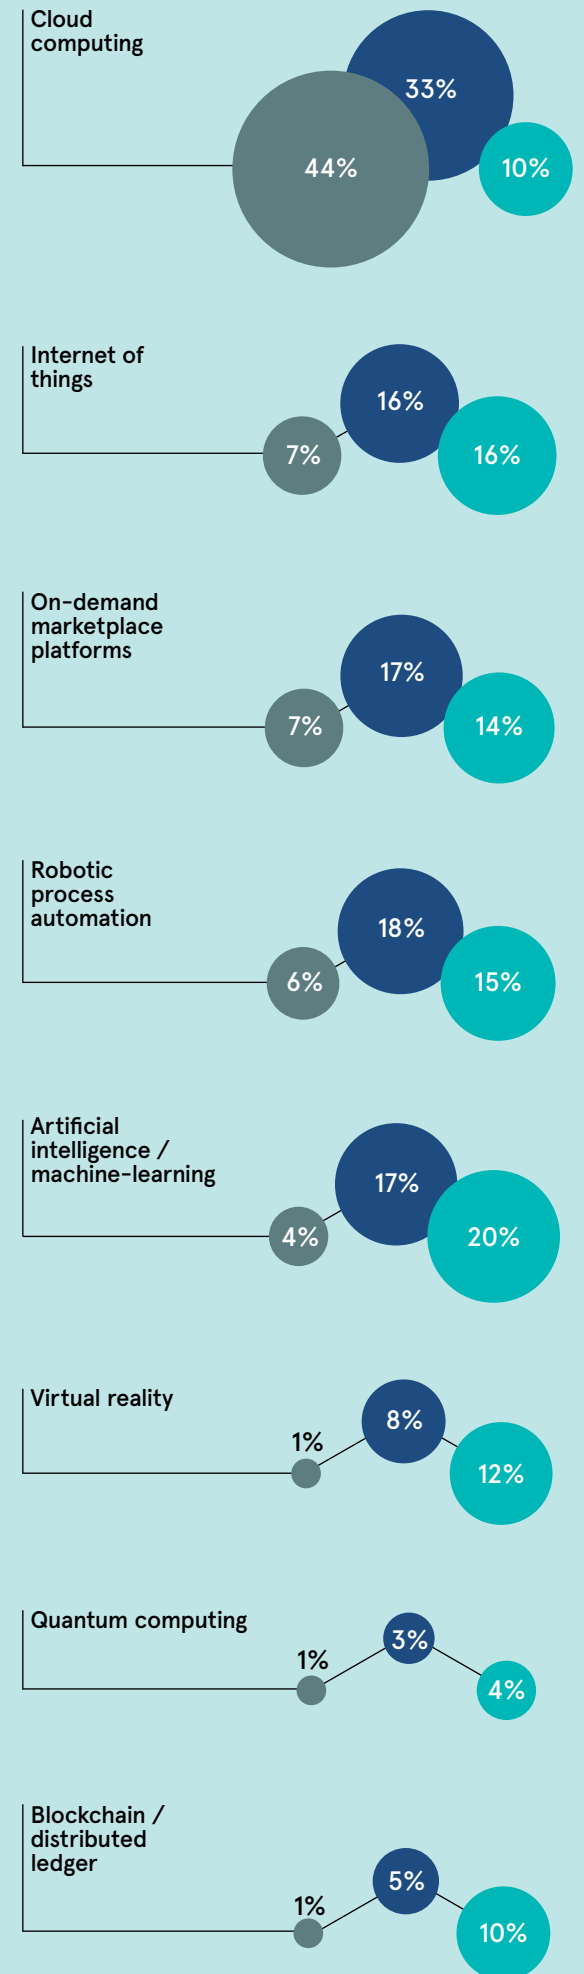 Cloud
computing
33%
44%
10%
Internet of
things
16%
7%
16%
On-demand
marketplace
platforms
17%
7%
14%
Robotic
process
automation
18%
6%
15%
Artificial
intelligence /
machine-learning
17%
4%
20%
Virtual reality
8%
1%
12%
Quantum computing
3%
1%
4%
Blockchain /
distributed
ledger
5%
1%
10%